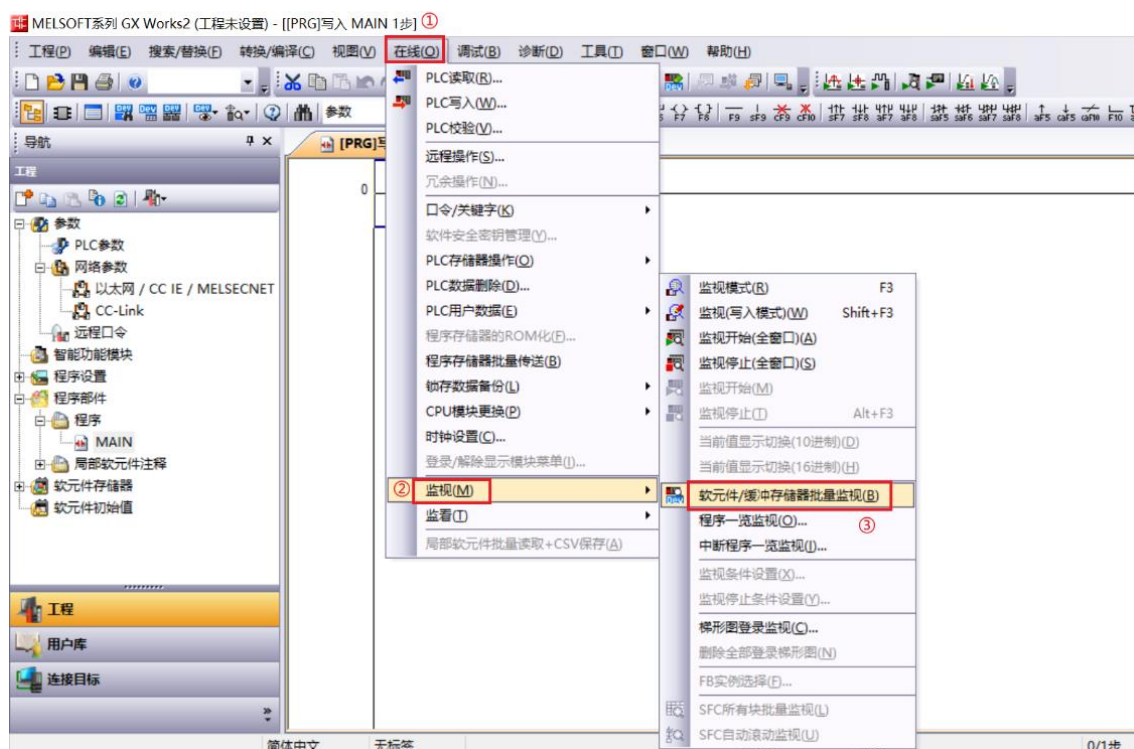 MELSOFT系列 GX Works2 (工程未设置) - [[PRG]写入 MAIN 1步] ①
工程(P) 编辑(E) 搜索/替换(F) 转换/编译(C) 视图(V) 在线(O) 调试(B) 诊断(D) 工具(T) 窗口(W) 帮助(H)
参数
F7 F8 F9 sF9 cF9 cF10 sF7 sF8 aF7 aF8 saF5 saF6 saF7 saF8 aF5 caF5 caF10 F10
导航
[PRG]
工程
0
参数
PLC参数
网络参数
以太网 / CC IE / MELSECNET
CC-Link
远程口令
智能功能模块
程序设置
程序部件
程序
MAIN
局部软元件注释
软元件存储器
软元件初始值
工程
用户库
连接目标
PLC读取(R)...
PLC写入(W)...
PLC校验(V)...
远程操作(S)...
冗余操作(N)...
口令/关键字(K)
软件安全密钥管理(Y)...
PLC存储器操作(O)
PLC数据删除(D)...
PLC用户数据(E)
程序存储器的ROM化(F)...
程序存储器批量传送(B)
锁存数据备份(L)
CPU模块更换(P)
时钟设置(C)...
登录/解除显示模块菜单(I)...
② 监视(M)
监看(T)
局部软元件批量读取+CSV保存(A)
监视模式(R) F3
监视(写入模式)(W) Shift+F3
监视开始(全窗口)(A)
监视停止(全窗口)(S)
监视开始(M)
监视停止(T) Alt+F3
当前值显示切换(10进制)(D)
当前值显示切换(16进制)(H)
软元件/缓冲存储器批量监视(B)
程序一览监视(O)...
③
中断程序一览监视(I)...
监视条件设置(X)...
监视停止条件设置(Y)...
梯形图登录监视(C)...
删除全部登录梯形图(N)
FB实例选择(F)...
SFC所有块批量监视(L)
SFC自动滚动监视(U)
简体中文 无标签 0/1步